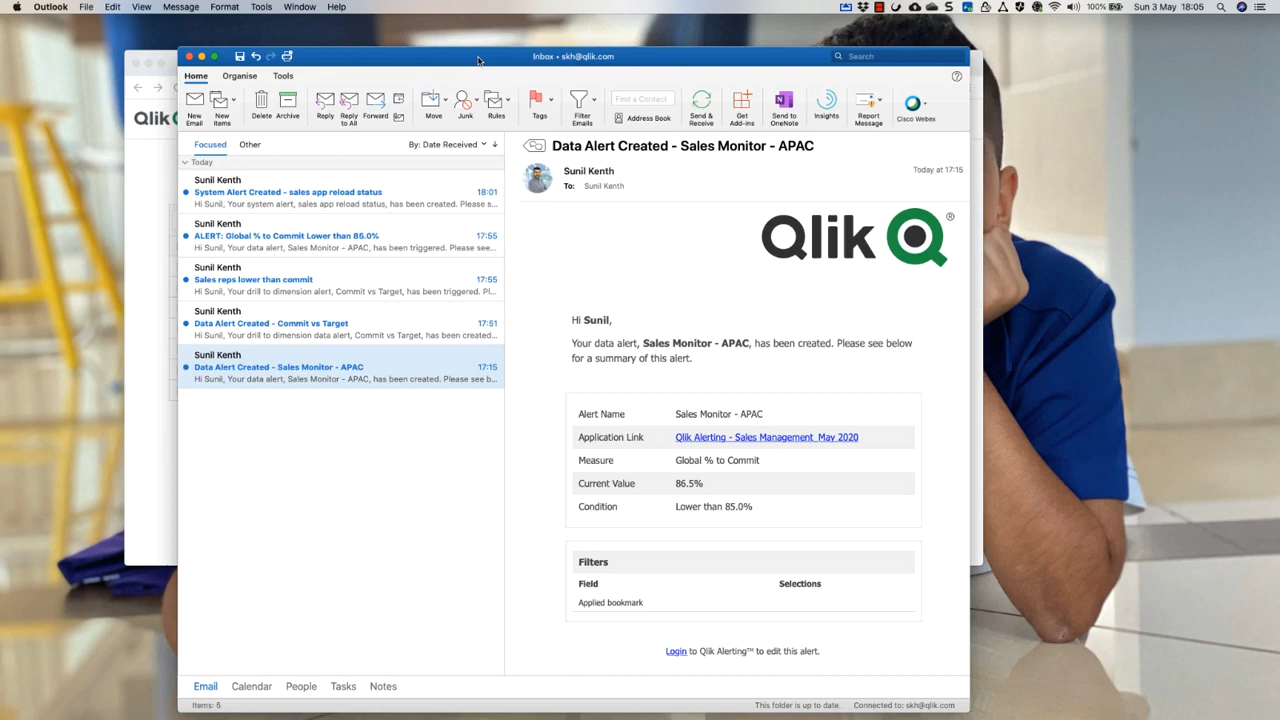 Outlook File Edit View Message Format Tools Window Help 100% Sun 3 May 18:05
Inbox • skh@qlik.com Search
Home Organise Tools
New Email New Items Delete Archive Reply Reply to All Forward Move Junk Rules Tags Filter Emails Find a Contact Address Book Send & Receive Get Add-ins Send to OneNote Insights Report Message Cisco Webex
Qlik
Focused Other By: Date Received
Today
Sunil Kenth
System Alert Created - sales app reload status 18:01
Hi Sunil, Your system alert, sales app reload status, has been created. Please s...
Sunil Kenth
ALERT: Global % to Commit Lower than 85.0% 17:55
Hi Sunil, Your data alert, Sales Monitor - APAC, has been triggered. Please see...
Sunil Kenth
Sales reps lower than commit 17:55
Hi Sunil, Your drill to dimension alert, Commit vs Target, has been triggered. Pl...
Sunil Kenth
Data Alert Created - Commit vs Target 17:51
Hi Sunil, Your drill to dimension data alert, Commit vs Target, has been created...
Sunil Kenth
Data Alert Created - Sales Monitor - APAC 17:15
Hi Sunil, Your data alert, Sales Monitor - APAC, has been created. Please see b...
Data Alert Created - Sales Monitor - APAC
Sunil Kenth Today at 17:15
To: Sunil Kenth
Qlik ®
Hi Sunil,
Your data alert, Sales Monitor - APAC, has been created. Please see below
for a summary of this alert.
Alert Name Sales Monitor - APAC
Application Link Qlik Alerting - Sales Management_May 2020
Measure Global % to Commit
Current Value 86.5%
Condition Lower than 85.0%
Filters
Field Selections
Applied bookmark
Login to Qlik Alerting™ to edit this alert.
Email Calendar People Tasks Notes
Items: 5 This folder is up to date. Connected to: skh@qlik.com